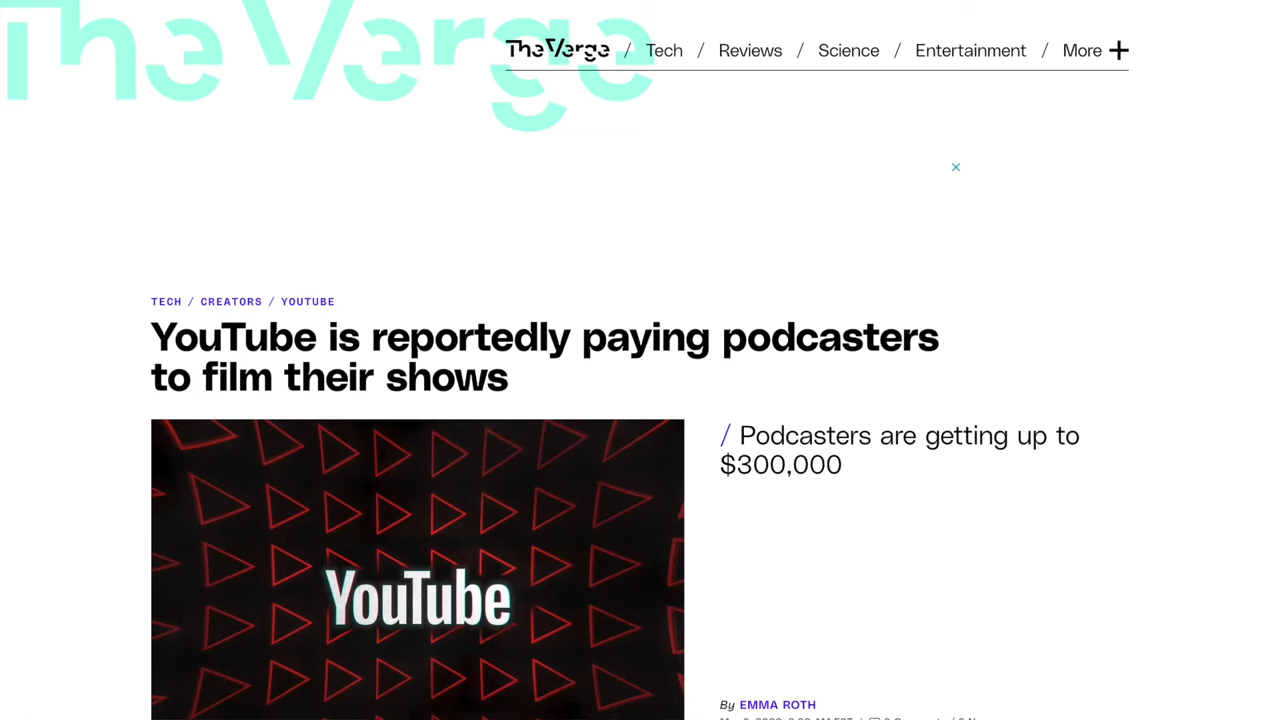 The Verge
The Verge / Tech / Reviews / Science / Entertainment / More +
TECH / CREATORS / YOUTUBE
YouTube is reportedly paying podcasters
to film their shows
/ Podcasters are getting up to
$300,000
YouTube
By EMMA ROTH